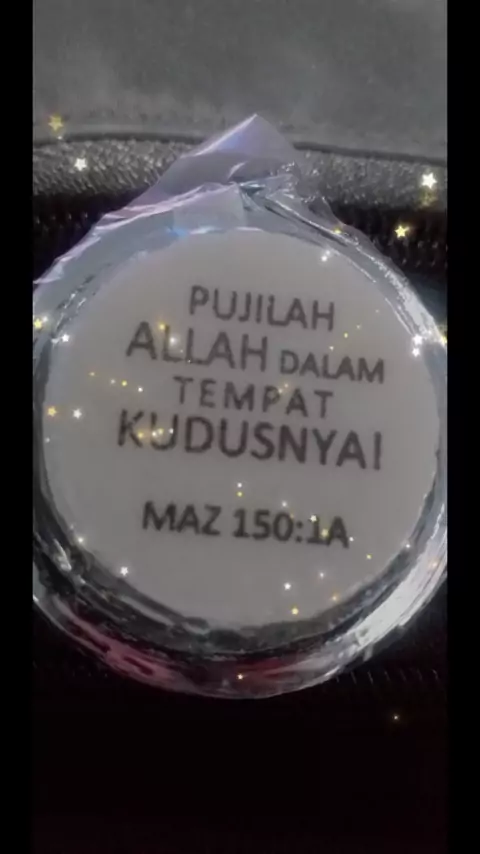 PUJILAH
ALLAH DALAM
TEMPAT
KUDUSNYA!
MAZ 150:1A